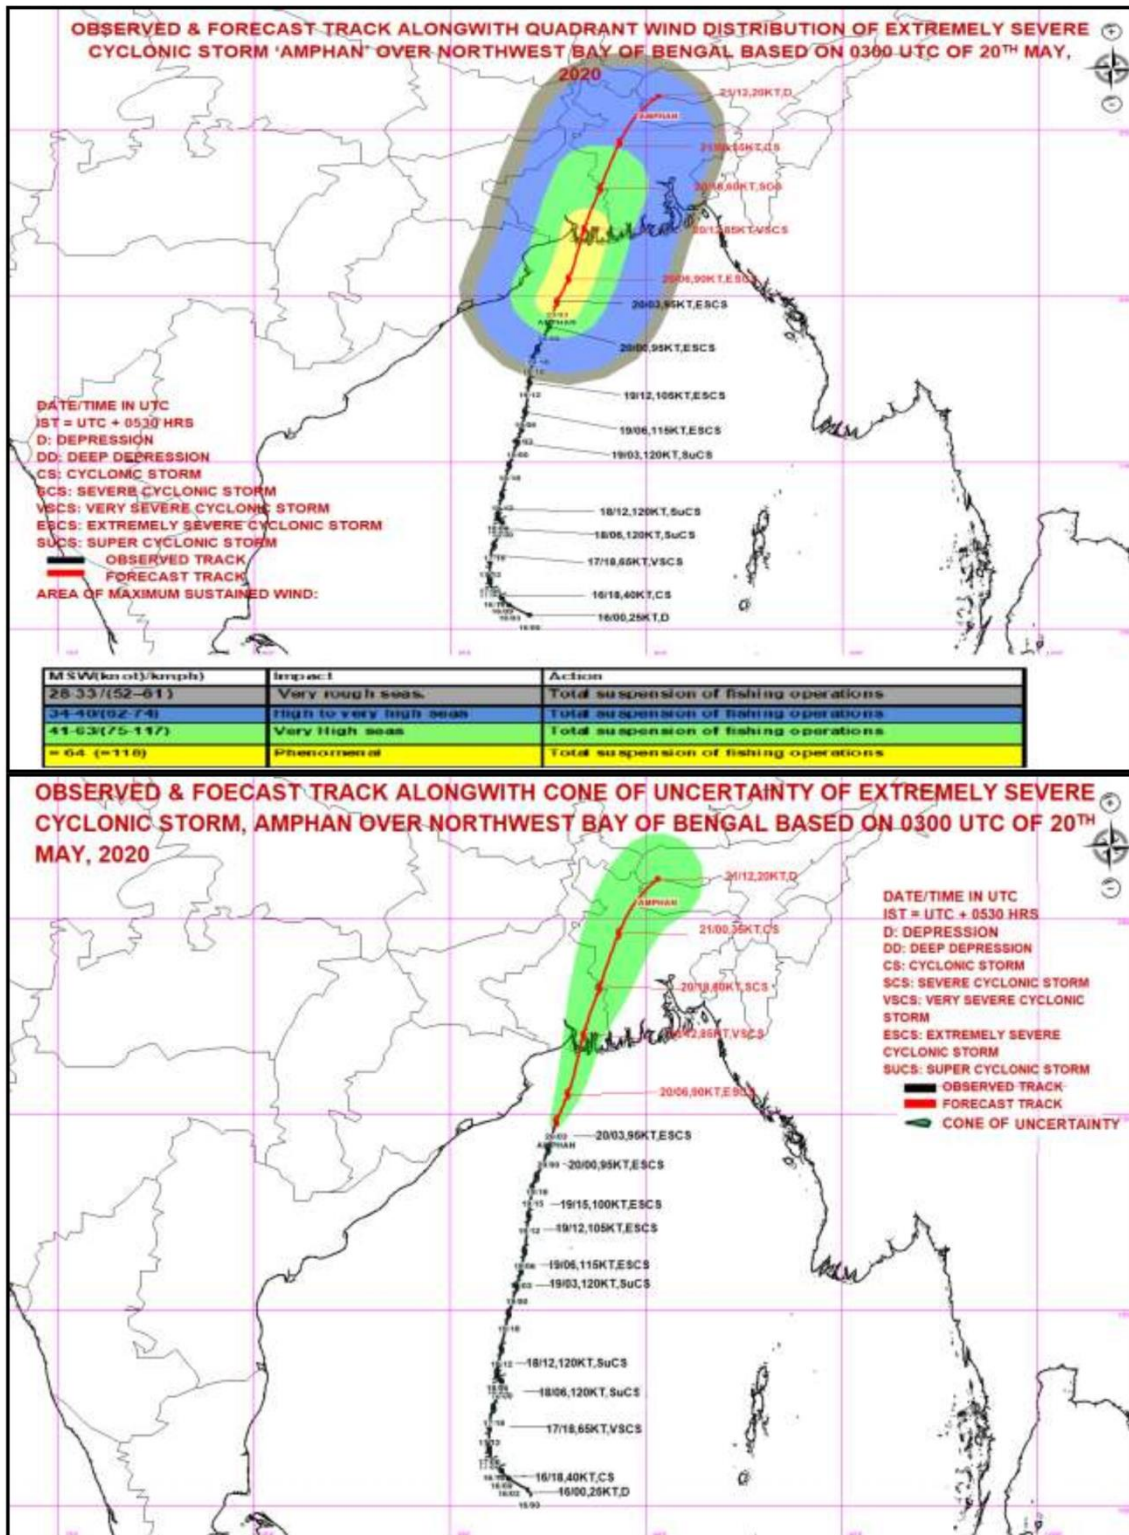 OBSERVED & FORECAST TRACK ALONGWITH QUADRANT WIND DISTRIBUTION OF EXTREMELY SEVERE
CYCLONIC STORM ‘AMPHAN’ OVER NORTHWEST BAY OF BENGAL BASED ON 0300 UTC OF 20TH MAY,
2020
21/12,20KT,D
AMPHAN
20/12,85KT,VSCS
20/03,95KT,ESCS
AMPHAN
20/00,95KT,ESCS
19/12,105KT,ESCS
19/06,115KT,ESCS
19/03,120KT,SuCS
18/12,120KT,SuCS
18/06,120KT,SuCS
17/18,65KT,VSCS
16/18,40KT,CS
16/00,25KT,D
DATE/TIME IN UTC
IST = UTC + 0530 HRS
D: DEPRESSION
DD: DEEP DEPRESSION
CS: CYCLONIC STORM
SCS: SEVERE CYCLONIC STORM
VSCS: VERY SEVERE CYCLONIC STORM
ESCS: EXTREMELY SEVERE CYCLONIC STORM
SUCS: SUPER CYCLONIC STORM
OBSERVED TRACK
FORECAST TRACK
AREA OF MAXIMUM SUSTAINED WIND:
MSW(knot)/kmph) Impact Action
28-33 /(52–61) Very rough seas. Total suspension of fishing operations
34-40/(62-74) High to very high seas Total suspension of fishing operations
41-63/(75-117) Very High seas Total suspension of fishing operations
= 64 (=118) Phenomenal Total suspension of fishing operations
OBSERVED & FOECAST TRACK ALONGWITH CONE OF UNCERTAINTY OF EXTREMELY SEVERE
CYCLONIC STORM, AMPHAN OVER NORTHWEST BAY OF BENGAL BASED ON 0300 UTC OF 20TH
MAY, 2020
21/12,20KT,D
AMPHAN
21/00,35KT,CS
20/18,60KT,SCS
20/03,95KT,ESCS
AMPHAN
20/00,95KT,ESCS
19/15,100KT,ESCS
19/12,105KT,ESCS
19/06,115KT,ESCS
19/03,120KT,SuCS
18/12,120KT,SuCS
18/06,120KT,SuCS
17/18,65KT,VSCS
16/18,40KT,CS
16/00,25KT,D
DATE/TIME IN UTC
IST = UTC + 0530 HRS
D: DEPRESSION
DD: DEEP DEPRESSION
CS: CYCLONIC STORM
SCS: SEVERE CYCLONIC STORM
VSCS: VERY SEVERE CYCLONIC
STORM
ESCS: EXTREMELY SEVERE
CYCLONIC STORM
SUCS: SUPER CYCLONIC STORM
OBSERVED TRACK
FORECAST TRACK
CONE OF UNCERTAINTY